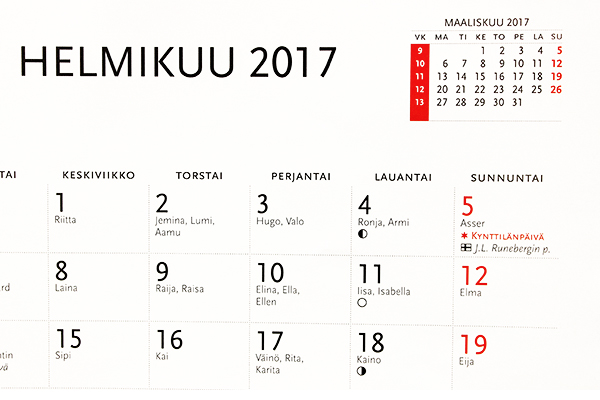 HELMIKUU 2017
MAALISKUU 2017
VK MA TI KE TO PE LA SU
9 1 2 3 4 5
10 6 7 8 9 10 11 12
11 13 14 15 16 17 18 19
12 20 21 22 23 24 25 26
13 27 28 29 30 31
TAI KESKIVIIKKO TORSTAI PERJANTAI LAUANTAI SUNNUNTAI
1 2 3 4 5
Riitta Jemina, Lumi, Hugo, Valo Ronja, Armi Asser
Aamu KYNTTILÄNPÄIVÄ
J.L. Runebergin p.
8 9 10 11 12
ard Laina Raija, Raisa Elina, Ella, Iisa, Isabella Elma
Ellen
15 16 17 18 19
ntin Sipi Kai Väinö, Rita, Kaino Eija
vä Karita